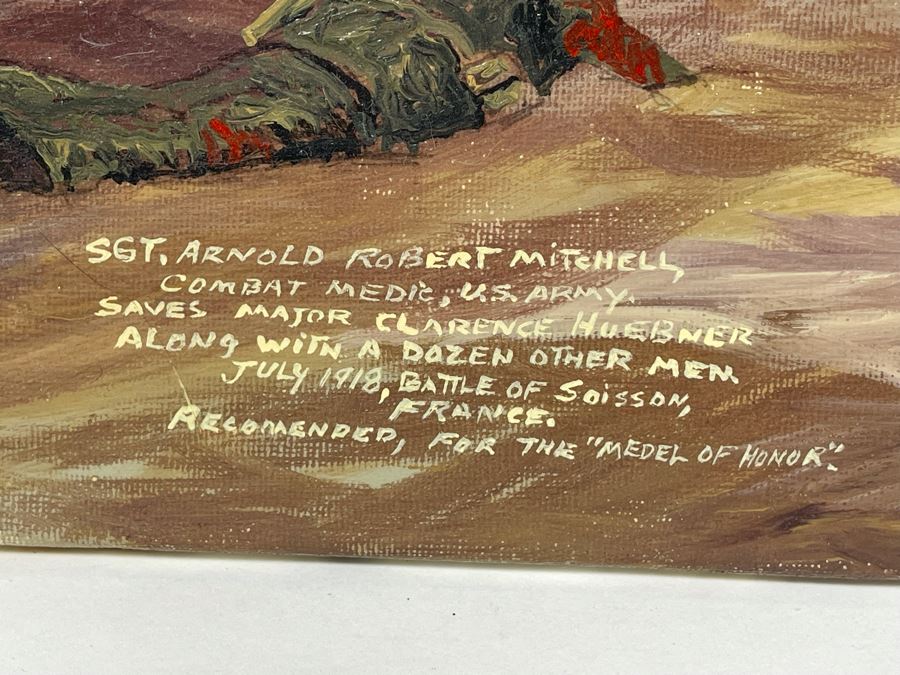 SGT. ARNOLD ROBERT MITCHELL,
COMBAT MEDIC, U.S. ARMY.
SAVES MAJOR CLARENCE HUEBNER
ALONG WITH A DOZEN OTHER MEN.
JULY 1918, BATTLE OF SOISSON,
FRANCE.
RECOMENDED, FOR THE "MEDEL OF HONOR".